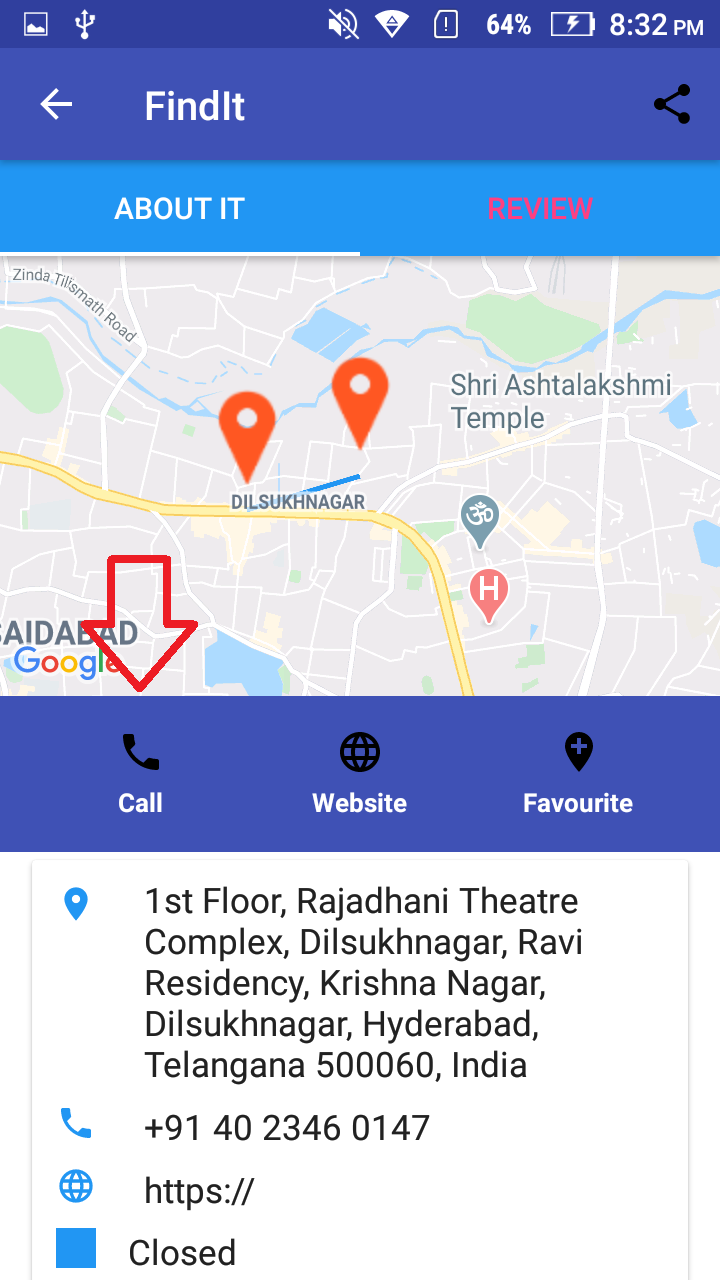 64% 8:32 PM
FindIt
ABOUT IT REVIEW
Zinda Tilismath Road
Shri Ashtalakshmi
Temple
DILSUKHNAGAR
H
SAIDABAD
Google
Call Website Favourite
1st Floor, Rajadhani Theatre
Complex, Dilsukhnagar, Ravi
Residency, Krishna Nagar,
Dilsukhnagar, Hyderabad,
Telangana 500060, India
+91 40 2346 0147
https://
Closed